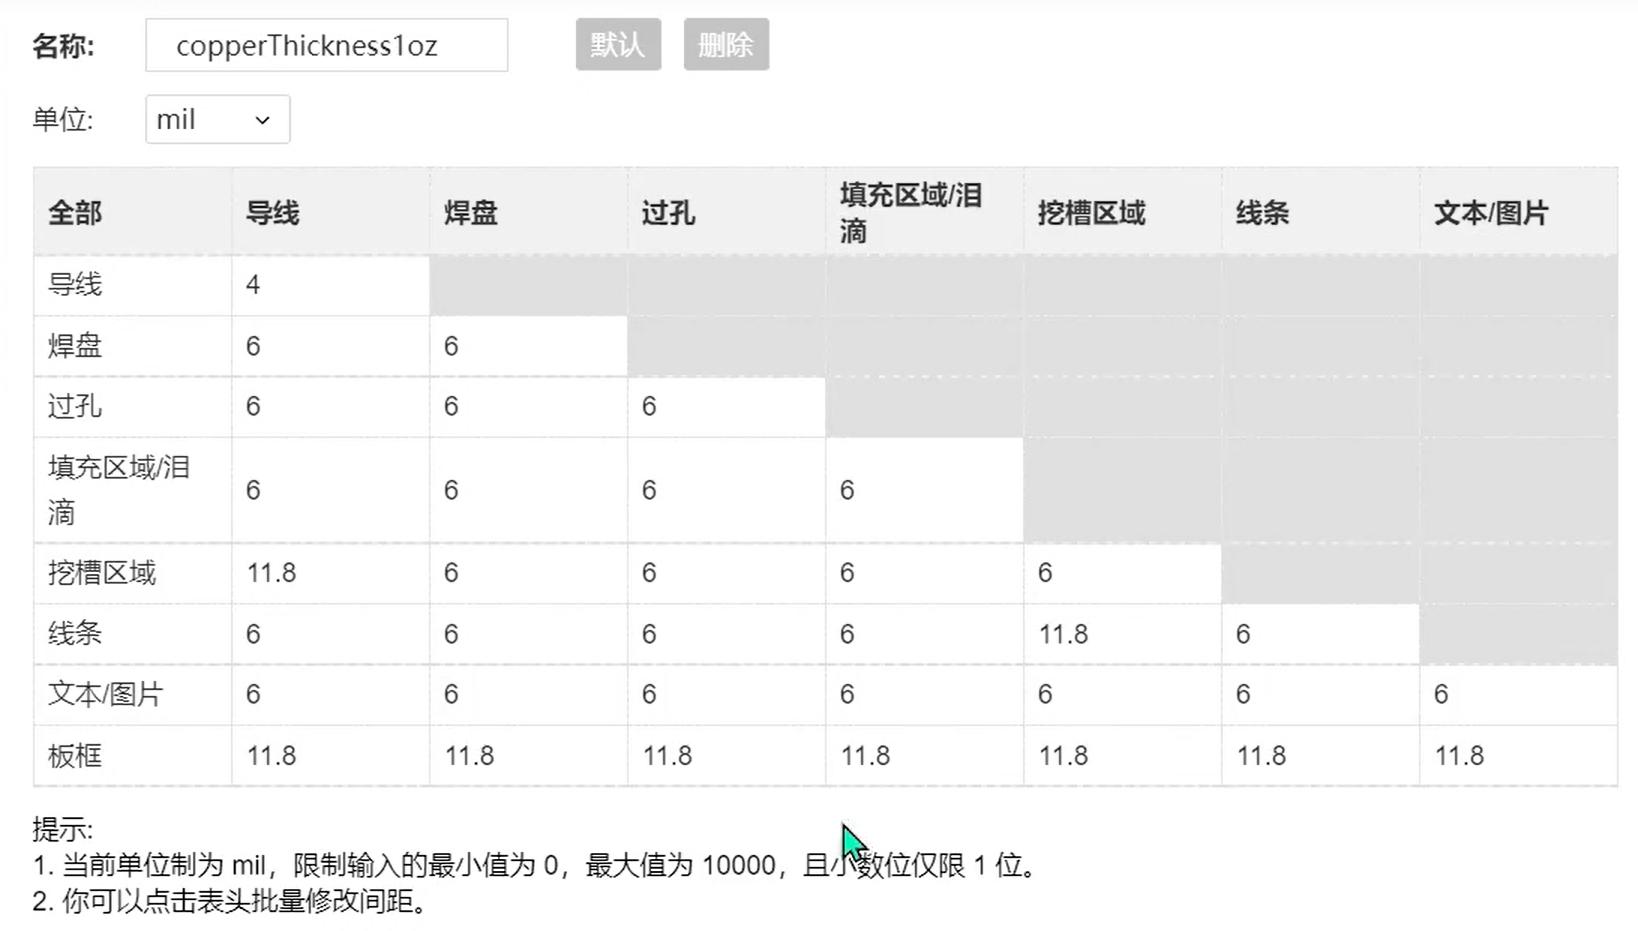 名称: copperThickness1oz 默认 删除
单位: mil
全部 导线 焊盘 过孔 填充区域/泪滴 挖槽区域 线条 文本/图片
导线 4
焊盘 6 6
过孔 6 6 6
填充区域/泪滴 6 6 6 6
挖槽区域 11.8 6 6 6 6
线条 6 6 6 6 11.8 6
文本/图片 6 6 6 6 6 6 6
板框 11.8 11.8 11.8 11.8 11.8 11.8 11.8
提示:
1. 当前单位制为 mil，限制输入的最小值为 0，最大值为 10000，且小数位仅限 1 位。
2. 你可以点击表头批量修改间距。